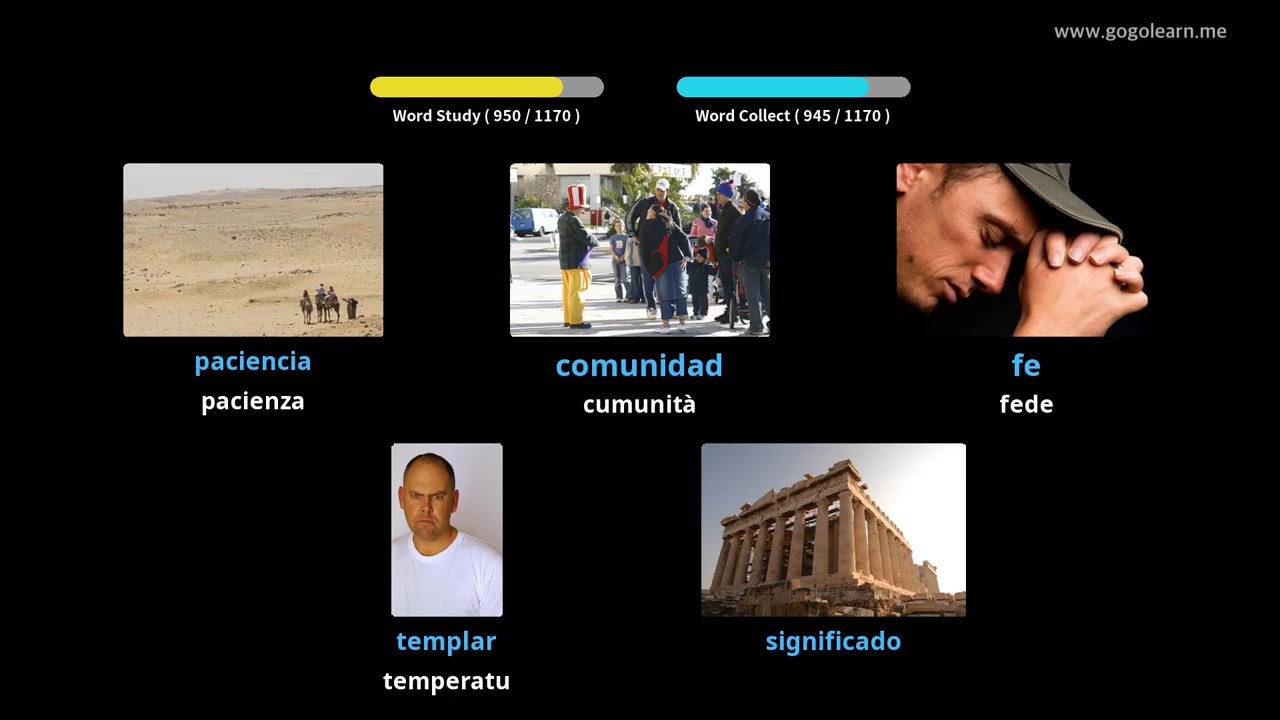 www.gogolearn.me
Word Study ( 950 / 1170 )
Word Collect ( 945 / 1170 )
paciencia
pacienza
comunidad
cumunità
fe
fede
templar
temperatu
significado